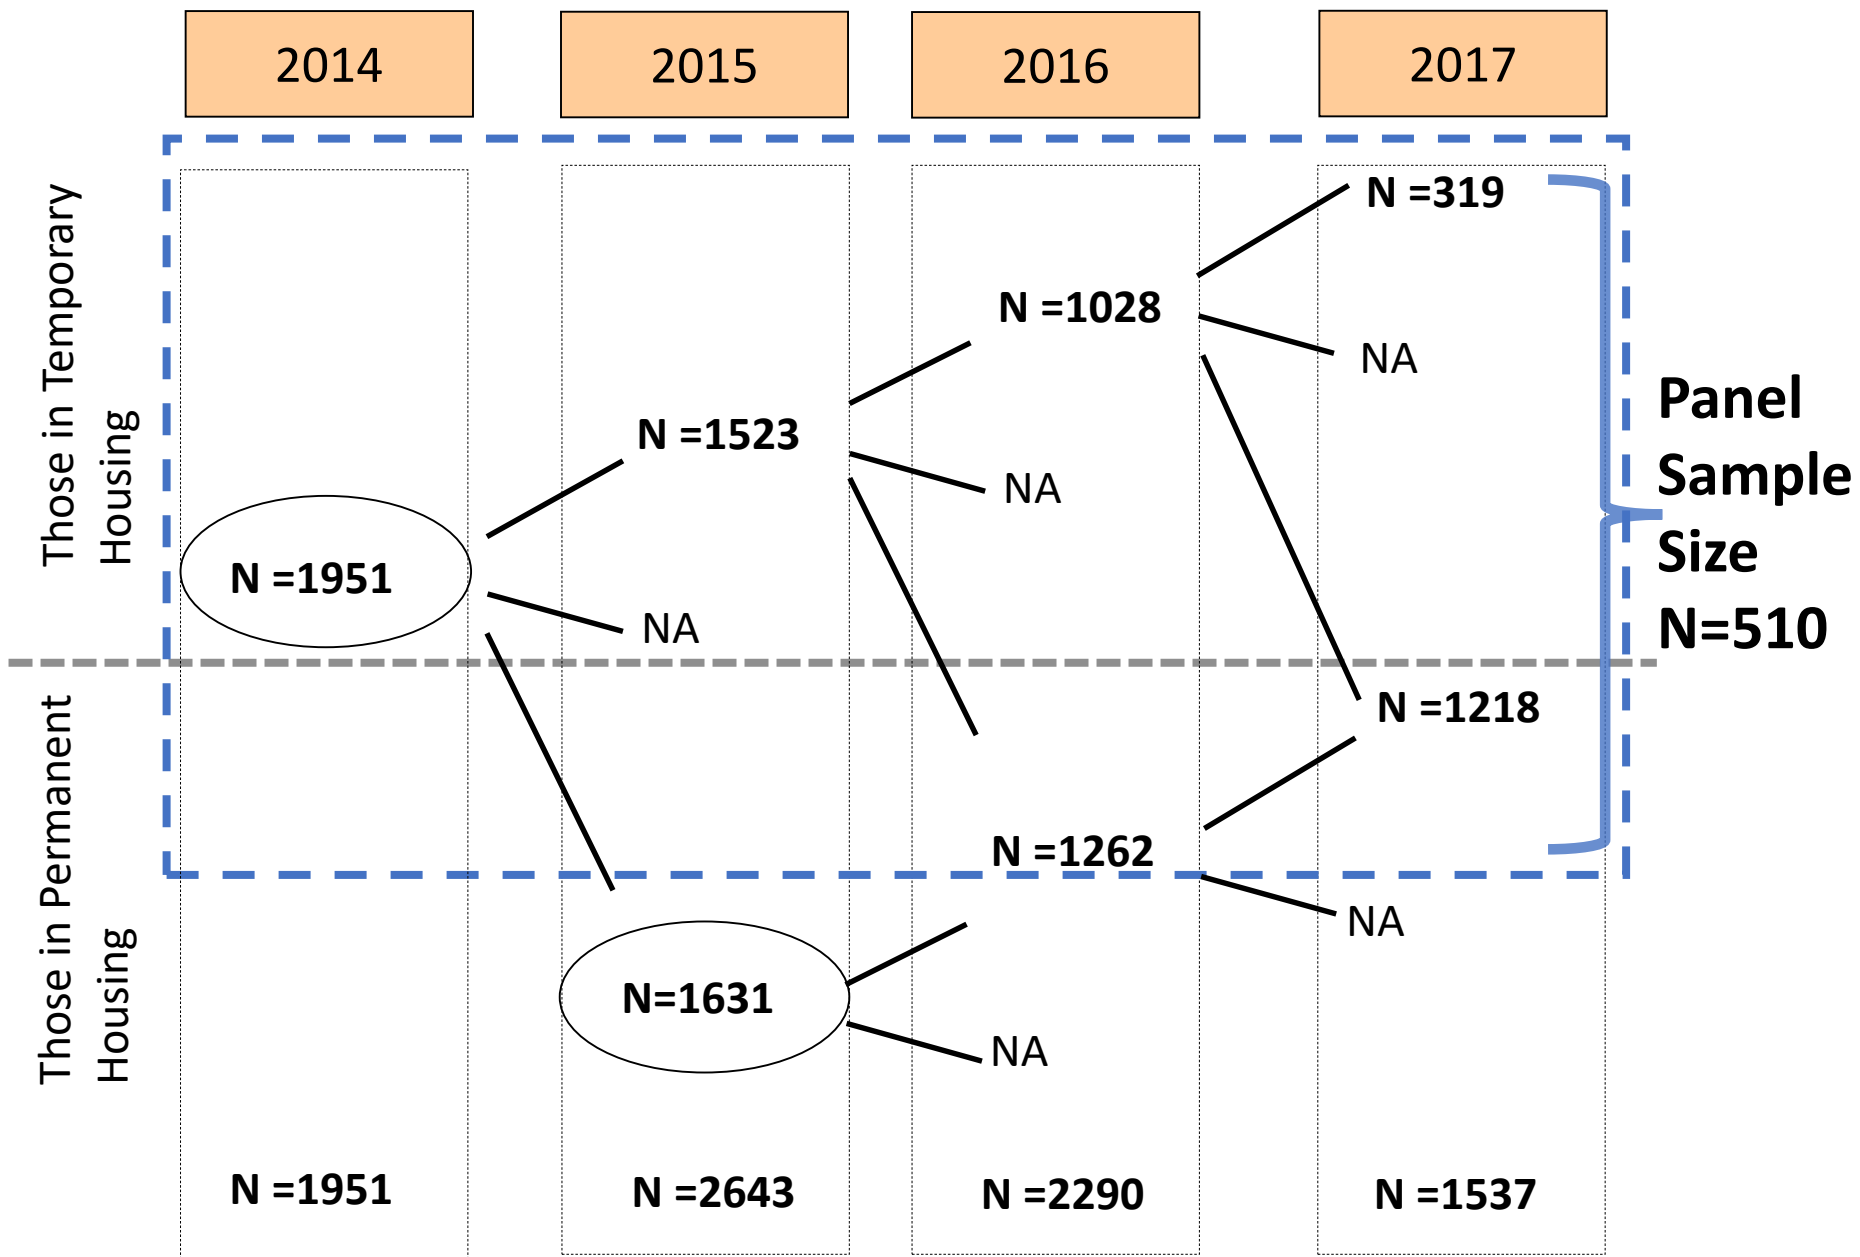 2014
2015
2016
2017
Those in Temporary
Housing
N =319
N =1028
NA
N =1523
NA
N =1951
NA
Panel
Sample
Size
N=510
Those in Permanent
Housing
N =1218
N =1262
NA
N=1631
NA
N =1951
N =2643
N =2290
N =1537